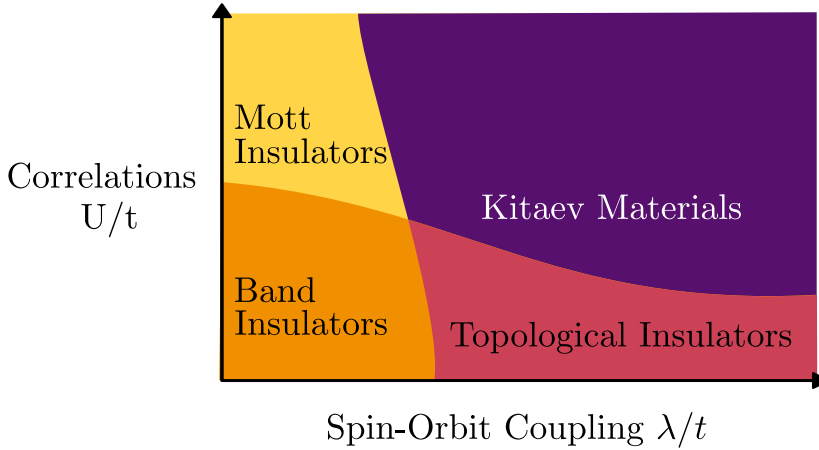 Mott
Insulators
Correlations
U/t
Kitaev Materials
Band
Insulators
Topological Insulators
Spin-Orbit Coupling λ/t